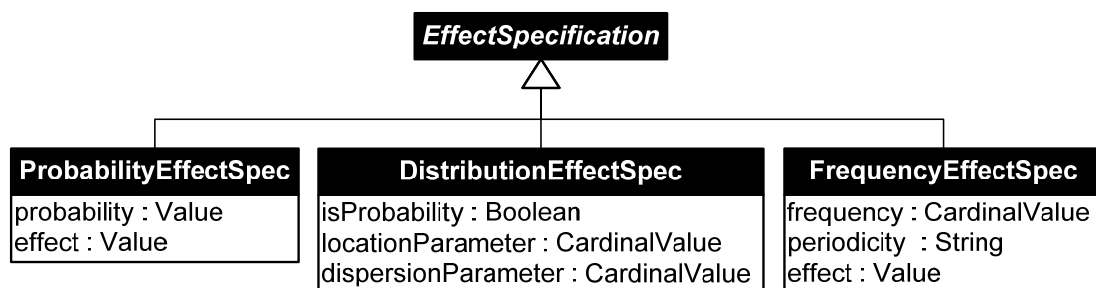 EffectSpecification
ProbabilityEffectSpec
probability : Value
effect : Value
DistributionEffectSpec
isProbability : Boolean
locationParameter : CardinalValue
dispersionParameter : CardinalValue
FrequencyEffectSpec
frequency : CardinalValue
periodicity : String
effect : Value